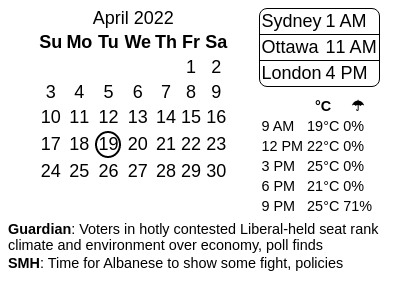 April 2022
Su Mo Tu We Th Fr Sa
1 2
3 4 5 6 7 8 9
10 11 12 13 14 15 16
17 18 19 20 21 22 23
24 25 26 27 28 29 30
Sydney 1 AM
Ottawa 11 AM
London 4 PM
°C ☂
9 AM 19°C 0%
12 PM 22°C 0%
3 PM 25°C 0%
6 PM 21°C 0%
9 PM 25°C 71%
Guardian: Voters in hotly contested Liberal-held seat rank
climate and environment over economy, poll finds
SMH: Time for Albanese to show some fight, policies